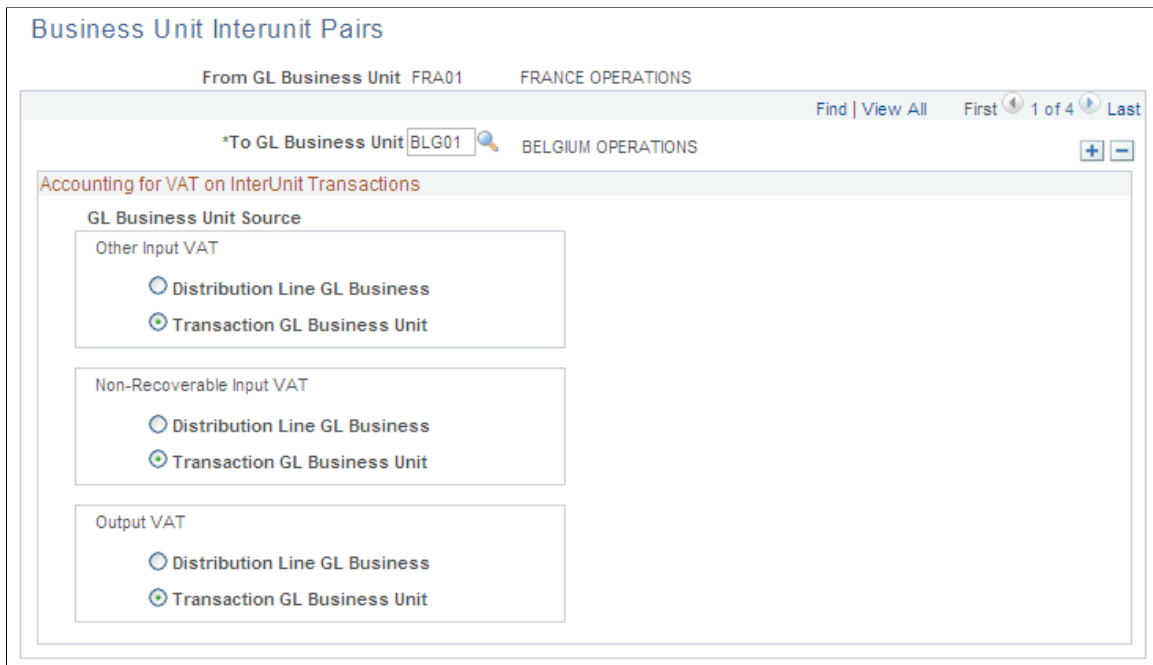 Business Unit Interunit Pairs
From GL Business Unit FRA01 FRANCE OPERATIONS
Find | View All First 1 of 4 Last
*To GL Business Unit BLG01 BELGIUM OPERATIONS
Accounting for VAT on InterUnit Transactions
GL Business Unit Source
Other Input VAT
Distribution Line GL Business
Transaction GL Business Unit
Non-Recoverable Input VAT
Distribution Line GL Business
Transaction GL Business Unit
Output VAT
Distribution Line GL Business
Transaction GL Business Unit